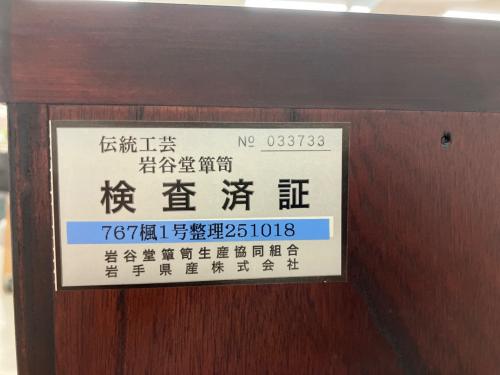 伝統工芸 № 033733
岩谷堂簞笥
検査済証
767楓1号整理251018
岩谷堂簞笥生産協同組合
岩手県産株式会社